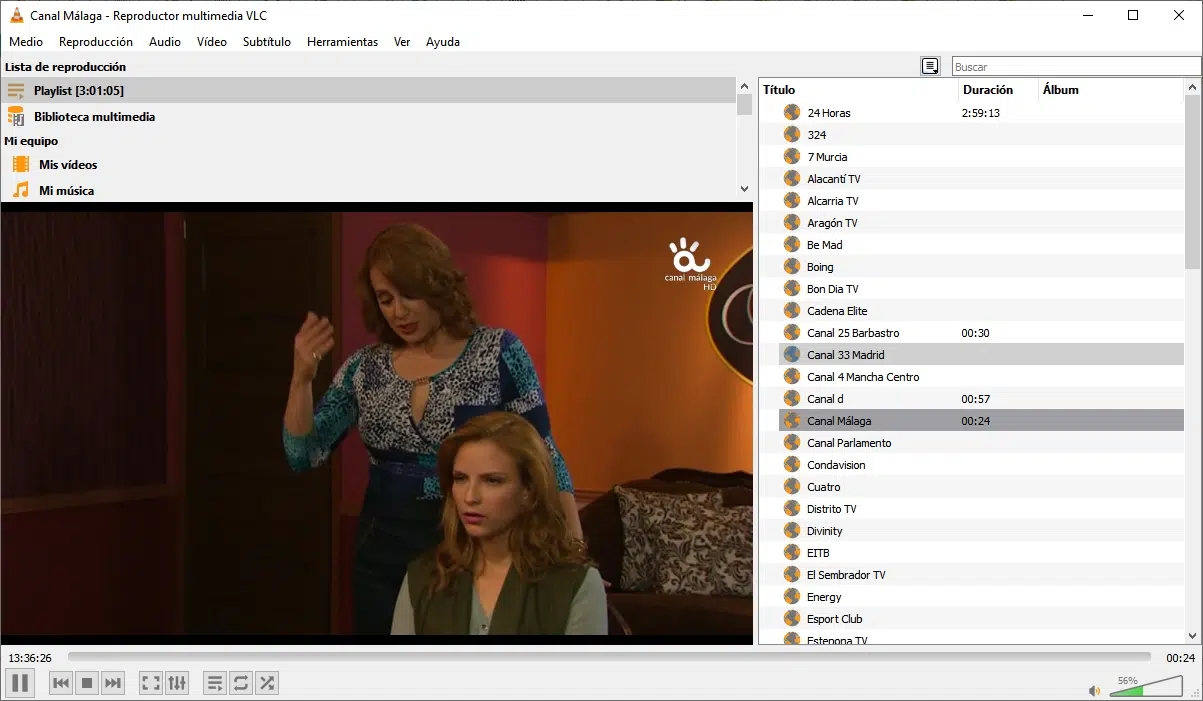 Canal Málaga - Reproductor multimedia VLC
Medio Reproducción Audio Vídeo Subtítulo Herramientas Ver Ayuda
Lista de reproducción
Buscar
Playlist [3:01:05]
Biblioteca multimedia
Mi equipo
Mis vídeos
Mi música
canal málaga
HD
Título Duración Álbum
24 Horas 2:59:13
324
7 Murcia
Alacantí TV
Alcarria TV
Aragón TV
Be Mad
Boing
Bon Dia TV
Cadena Elite
Canal 25 Barbastro 00:30
Canal 33 Madrid
Canal 4 Mancha Centro
Canal d 00:57
Canal Málaga 00:24
Canal Parlamento
Condavision
Cuatro
Distrito TV
Divinity
EITB
El Sembrador TV
Energy
Esport Club
Estepona TV
13:36:26 00:24
56%